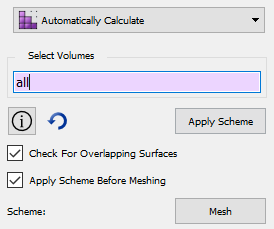 Automatically Calculate
Select Volumes
all
Apply Scheme
Check For Overlapping Surfaces
Apply Scheme Before Meshing
Scheme:
Mesh